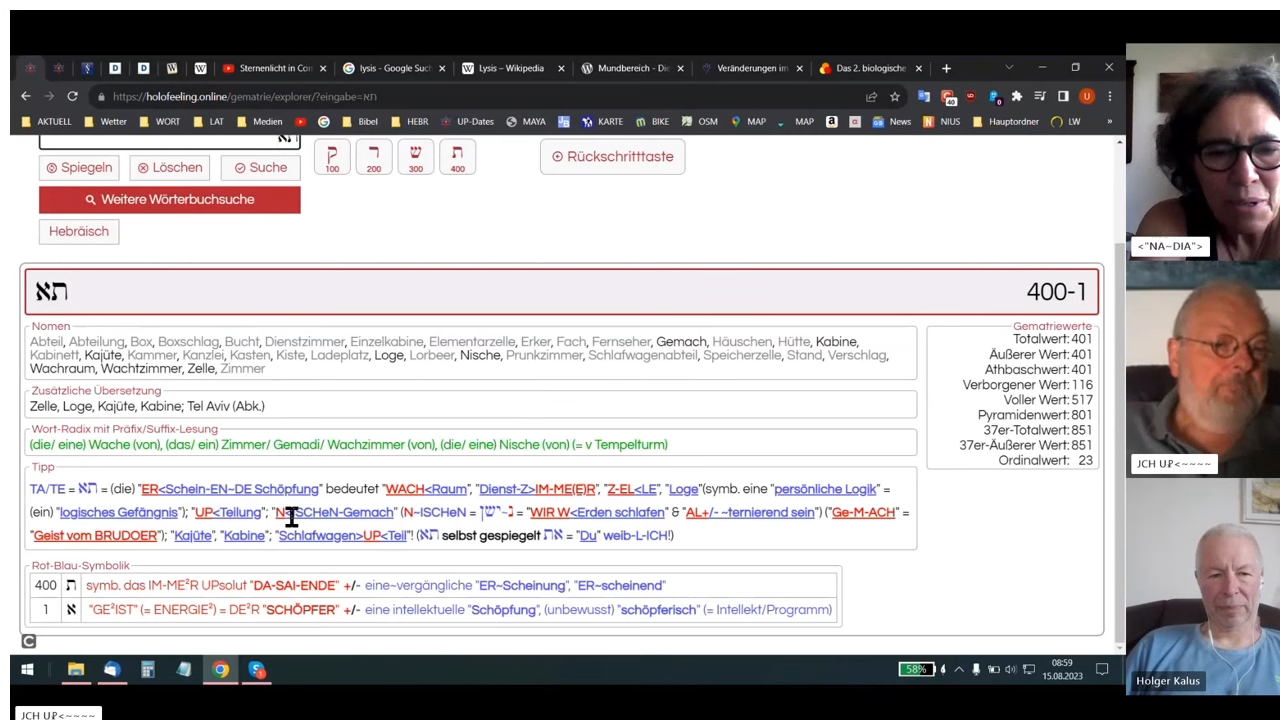 Sternenlicht in Con
lysis - Google Suc
Lysis – Wikipedia
Mundbereich - Die
Veränderungen im
Das 2. biologische
https://holofeeling.online/gematrie/explorer/?eingabe=תא
AKTUELL Wetter WORT LAT Medien Bibel HEBR UP-Dates MAYA KARTE BIKE OSM MAP MAP News NIUS Hauptordner LW »
תא
ק ר ש ת
100 200 300 400
Rückschritttaste
Spiegeln Löschen Suche
Weitere Wörterbuchsuche
Hebräisch
תא 400-1
Nomen
Abteil, Abteilung, Box, Boxschlag, Bucht, Dienstzimmer, Einzelkabine, Elementarzelle, Erker, Fach, Fernseher, Gemach, Häuschen, Hütte, Kabine,
Kabinett, Kajüte, Kammer, Kanzlei, Kasten, Kiste, Ladeplatz, Loge, Lorbeer, Nische, Prunkzimmer, Schlafwagenabteil, Speicherzelle, Stand, Verschlag,
Wachraum, Wachtzimmer, Zelle, Zimmer
Zusätzliche Übersetzung
Zelle, Loge, Kajüte, Kabine; Tel Aviv (Abk.)
Wort-Radix mit Präfix/Suffix-Lesung
(die/ eine) Wache (von), (das/ ein) Zimmer/ Gemadi/ Wachzimmer (von), (die/ eine) Nische (von) (= v Tempelturm)
Tipp
TA/TE = תא = (die) "ER<Schein-EN~DE Schöpfung" bedeutet "WACH<Raum", "Dienst-Z>IM-ME(E)R", "Z-EL<LE", "Loge"(symb. eine "persönliche Logik" =
(ein) "logisches Gefängnis"); "UP<Teilung"; "N<ISCHeN-Gemach" (N~ISCHeN = נ~ישן = "WIR W<Erden schlafen" & "AL+/- ~ternierend sein") ("Ge-M-ACH" =
"Geist vom BRUDOER"); "Kajüte", "Kabine"; "Schlafwagen>UP<Teil"! (תא selbst gespiegelt את = "Du" weib-L-ICH!)
Rot-Blau-Symbolik
400 ת symb. das IM-ME²R UPsolut "DA-SAI-ENDE" +/- eine~vergängliche "ER~Scheinung", "ER~scheinend"
1 א "GE²IST" (= ENERGIE²) = DE²R "SCHÖPFER" +/- eine intellektuelle "Schöpfung", (unbewusst) "schöpferisch" (= Intellekt/Programm)
Gematriewerte
Totalwert: 401
Äußerer Wert: 401
Athbaschwert: 401
Verborgener Wert: 116
Voller Wert: 517
Pyramidenwert: 801
37er-Totalwert: 851
37er-Äußerer Wert: 851
Ordinalwert: 23
58%
08:59
15.08.2023
<"NA~DIA">
JCH UP<~~~~
Holger Kalus
JCH UP<~~~~